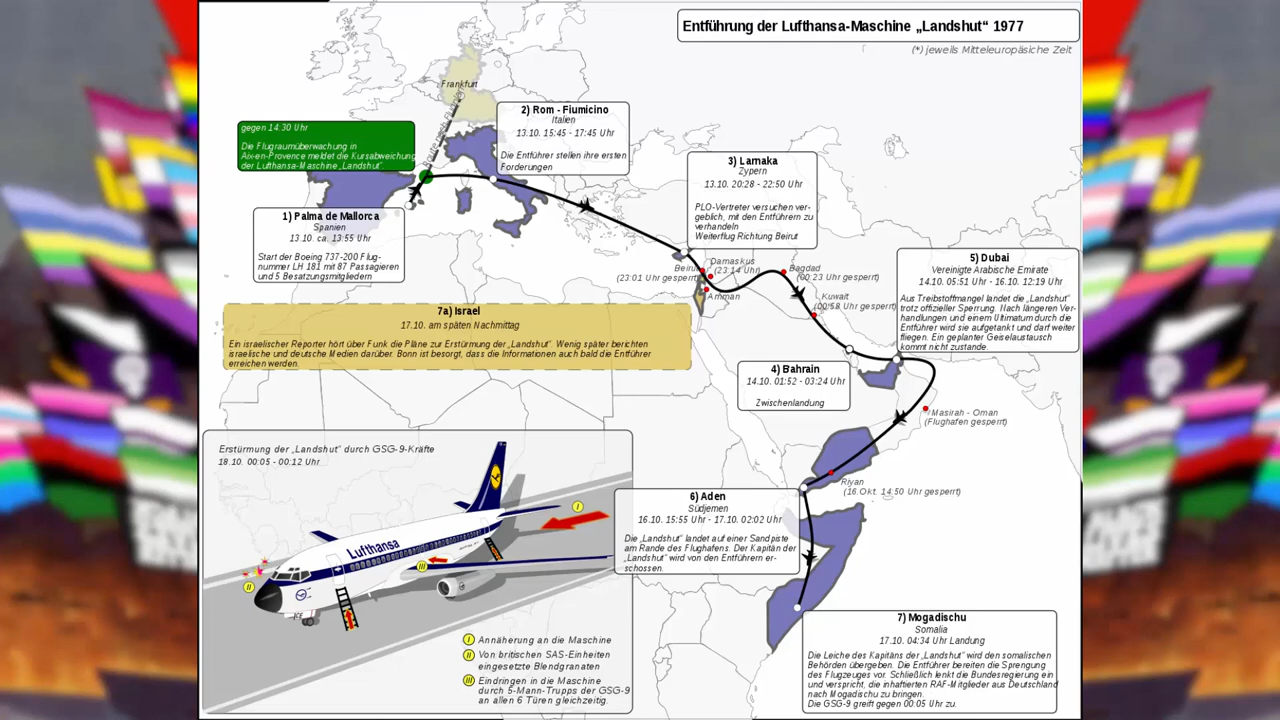 Entführung der Lufthansa-Maschine „Landshut“ 1977
(*) jeweils Mitteleuropäsiche Zeit
Frankfurt
gegen 14:30 Uhr
Die Flugraumüberwachung in
Aix-en-Provence meldet die Kursabweichung
der Lufthansa-Maschine „Landshut“
2) Rom - Fiumicino
Italien
13.10. 15:45 - 17:45 Uhr
Die Entführer stellen ihre ersten
Forderungen
3) Larnaka
Zypern
13.10. 20:28 - 22:50 Uhr
PLO-Vertreter versuchen ver-
geblich, mit den Entführern zu
verhandeln
Weiterflug Richtung Beirut
1) Palma de Mallorca
Spanien
13.10. ca. 13:55 Uhr
Start der Boeing 737-200 Flug-
nummer LH 181 mit 87 Passagieren
und 5 Besatzungsmitgliedern
Beirut
(23:01 Uhr gesperrt)
Damaskus
(23:14 Uhr)
Amman
Bagdad
(00:23 Uhr gesperrt)
Kuwait
(00:58 Uhr gesperrt)
5) Dubai
Vereinigte Arabische Emirate
14.10. 05:51 Uhr - 16.10. 12:19 Uhr
Aus Treibstoffmangel landet die „Landshut“
trotz offizieller Sperrung. Nach längeren Ver-
handlungen und einem Ultimatum durch die
Entführer wird sie aufgetankt und darf weiter
fliegen. Ein geplanter Geiselaustausch
kommt nicht zustande.
7a) Israel
17.10. am späten Nachmittag
Ein israelischer Reporter hört über Funk die Pläne zur Erstürmung der „Landshut“. Wenig später berichten
israelische und deutsche Medien darüber. Bonn ist besorgt, dass die Informationen auch bald die Entführer
erreichen werden.
4) Bahrain
14.10. 01:52 - 03:24 Uhr
Zwischenlandung
Masirah - Oman
(Flughafen gesperrt)
Riyan
(16.Okt. 14:50 Uhr gesperrt)
6) Aden
Südjemen
16.10. 15:55 Uhr - 17.10. 02:02 Uhr
Die „Landshut“ landet auf einer Sandpiste
am Rande des Flughafens. Der Kapitän der
„Landshut“ wird von den Entführern er-
schossen.
Erstürmung der „Landshut“ durch GSG-9-Kräfte
18.10. 00:05 - 00:12 Uhr
Lufthansa
I
II
III
I Annäherung an die Maschine
II Von britischen SAS-Einheiten
eingesetzte Blendgranaten
III Eindringen in die Maschine
durch 5-Mann-Trupps der GSG-9
an allen 6 Türen gleichzeitig.
7) Mogadischu
Somalia
17.10. 04:34 Uhr Landung
Die Leiche des Kapitäns der „Landshut“ wird den somalischen
Behörden übergeben. Die Entführer bereiten die Sprengung
des Flugzeuges vor. Schließlich lenkt die Bundesregierung ein
und verspricht, die inhaftierten RAF-Mitglieder aus Deutschland
nach Mogadischu zu bringen.
Die GSG-9 greift gegen 00:05 Uhr zu.